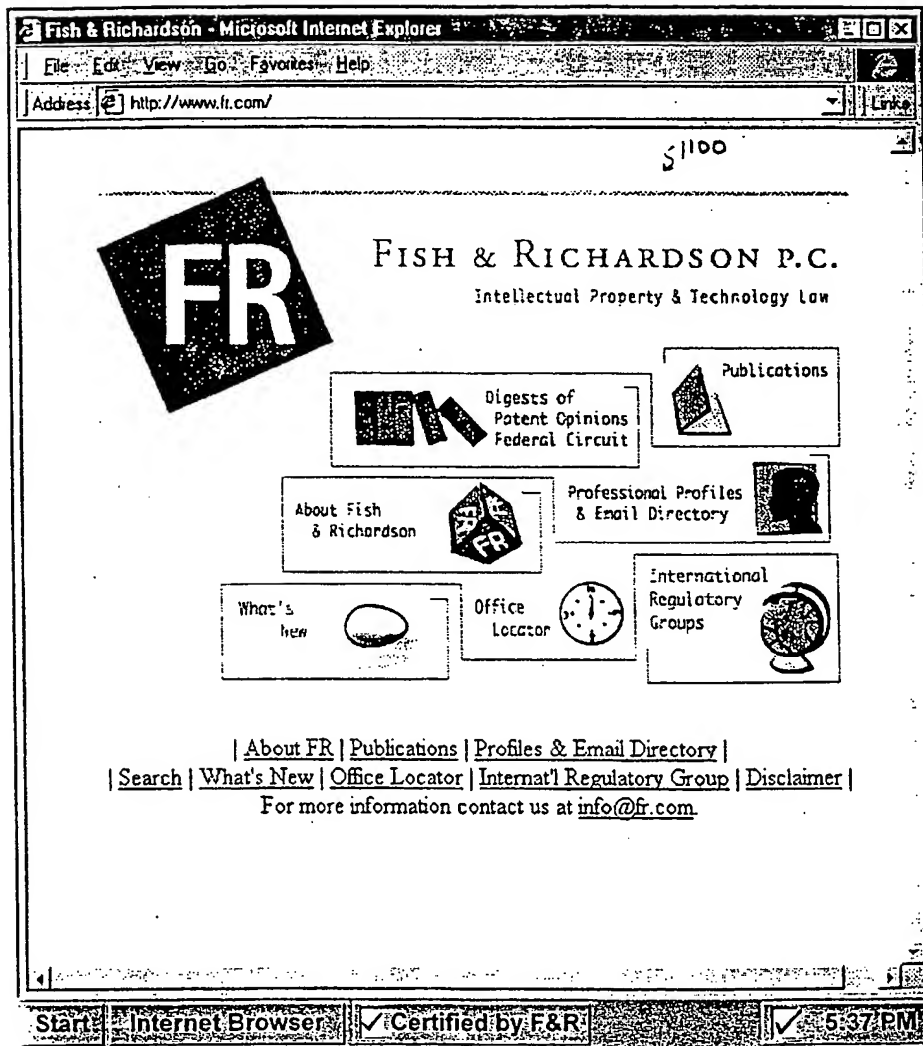 Fish & Richardson - Microsoft Internet Explorer
File Edit View Go Favorites Help
Address http://www.fr.com/ Links
1100
FR
FISH & RICHARDSON P.C.
Intellectual Property & Technology Law
Publications
Digests of
Patent Opinions
Federal Circuit
Professional Profiles
& Email Directory
About Fish
& Richardson
FR
FR
International
Regulatory
Groups
Office
Locator
What's
New
| About FR | Publications | Profiles & Email Directory |
| Search | What's New | Office Locator | Internat'l Regulatory Group | Disclaimer |
For more information contact us at info@fr.com.
Start Internet Browser Certified by F&R 5:37 PM